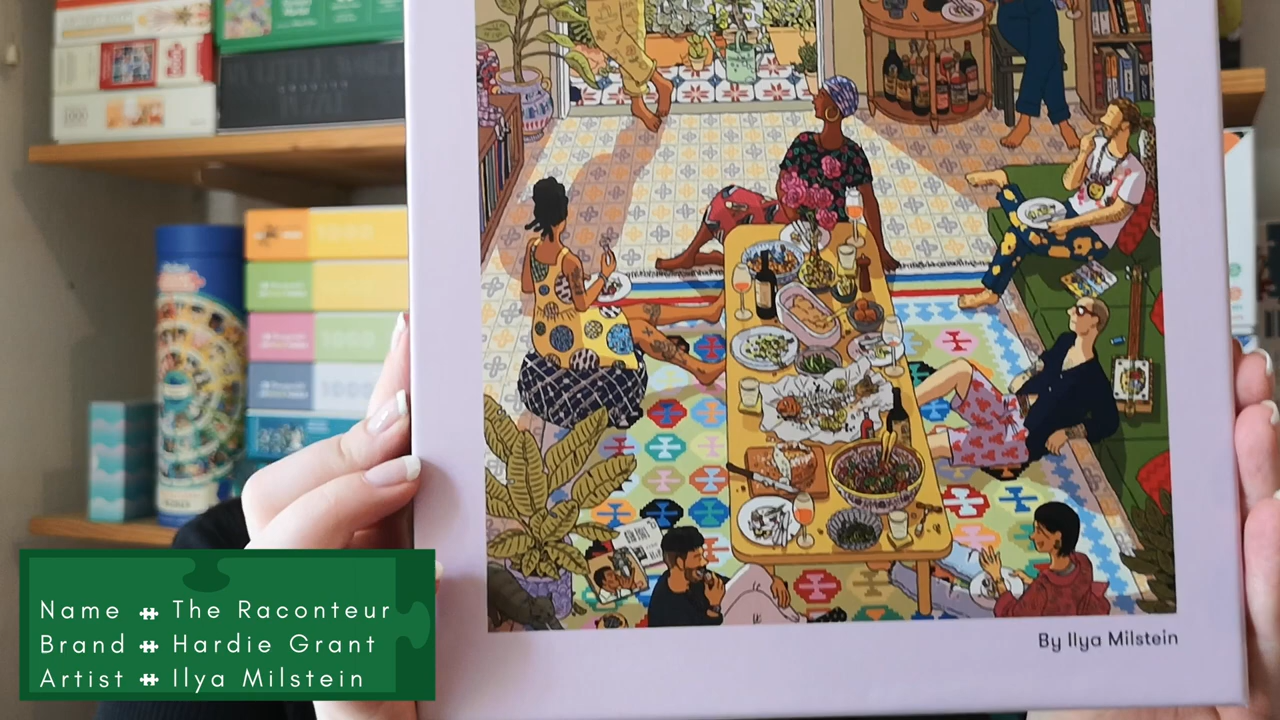 By Ilya Milstein
Name The Raconteur
Brand Hardie Grant
Artist Ilya Milstein